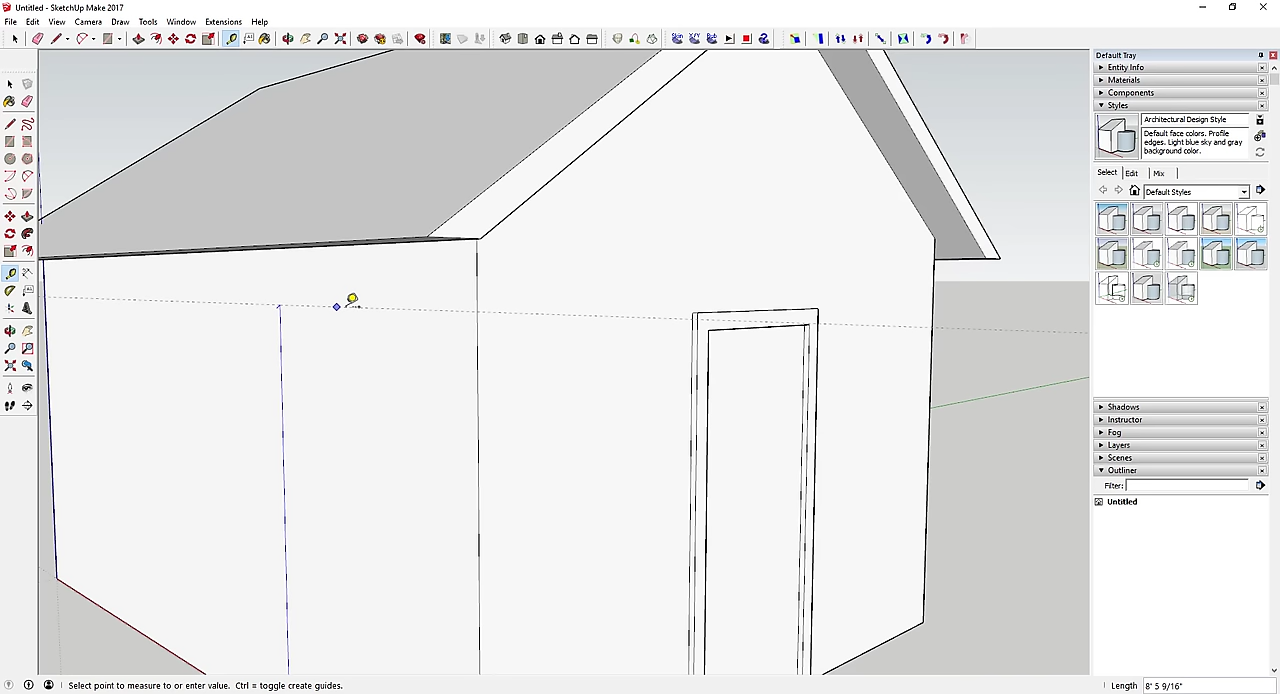 Untitled - SketchUp Make 2017
File Edit View Camera Draw Tools Window Extensions Help
Default Tray
Entity Info
Materials
Components
Styles
Architectural Design Style
Default face colors. Profile
edges. Light blue sky and gray
background color.
Select Edit Mix
Default Styles
Shadows
Instructor
Fog
Layers
Scenes
Outliner
Filter:
Untitled
Select point to measure to or enter value. Ctrl = toggle create guides.
Length 8' 5 9/16"